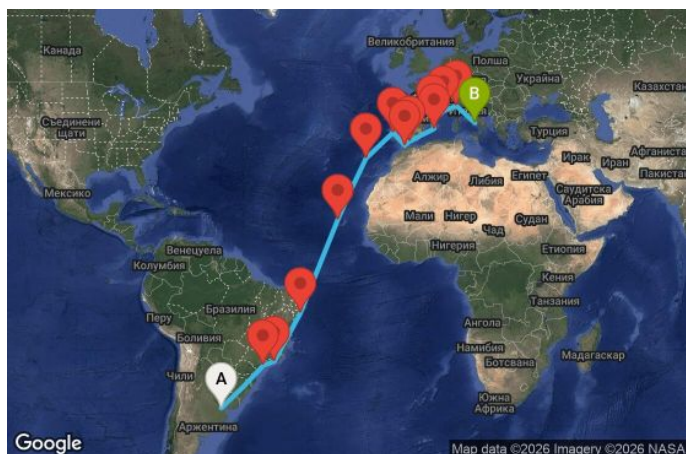 Канада
Великобритания
Полша
Украйна
Казахстан
Съединени
щати
B
Турция
Афганистан
Ирак
Иран
Пакистан
Мексико
Алжир
Либия
Египет
Саудитска
Арабия
Мали
Нигер
Судан
Чад
Нигерия
Етиопия
Венецуела
Колумбия
Кения
Танзания
Бразилия
Перу
Боливия
Ангола
Намибия
Ботсвана
Мадагаскар
Чили
A
Южна
Африка
Аржентина
Google
Map data ©2026 Imagery ©2026 NASA